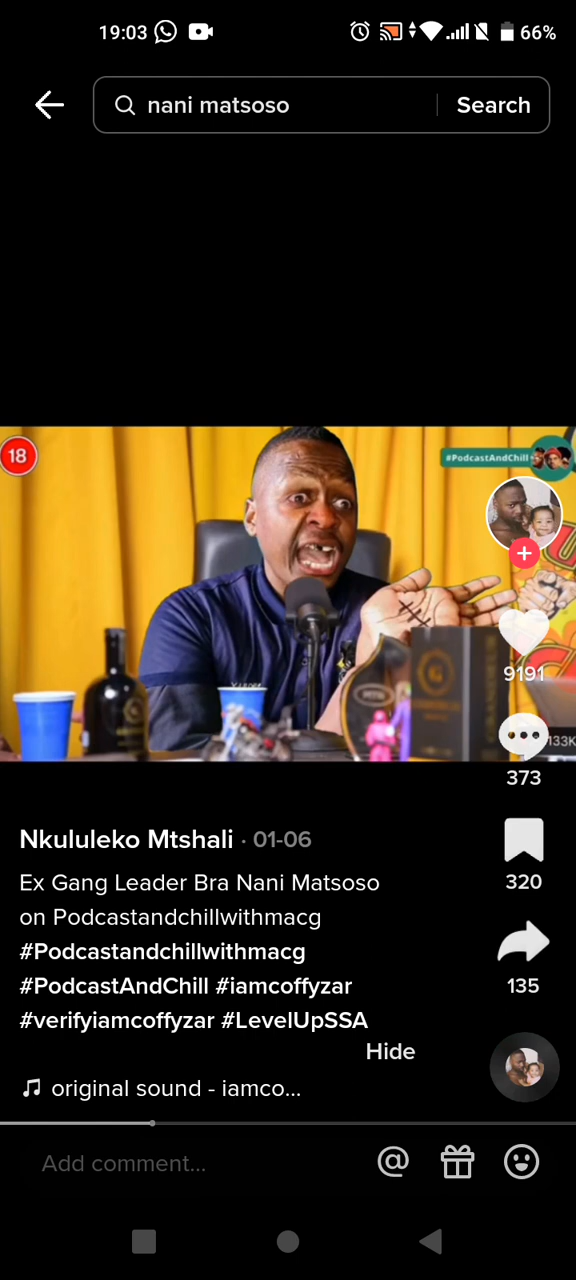 19:03
66%
nani matsoso
Search
18
#PodcastAndChill
9191
133K
373
Nkululeko Mtshali · 01-06
Ex Gang Leader Bra Nani Matsoso
on Podcastandchillwithmacg
#Podcastandchillwithmacg
#PodcastAndChill #iamcoffyzar
#verifyiamcoffyzar #LevelUpSSA
320
135
Hide
original sound - iamco...
Add comment...
@